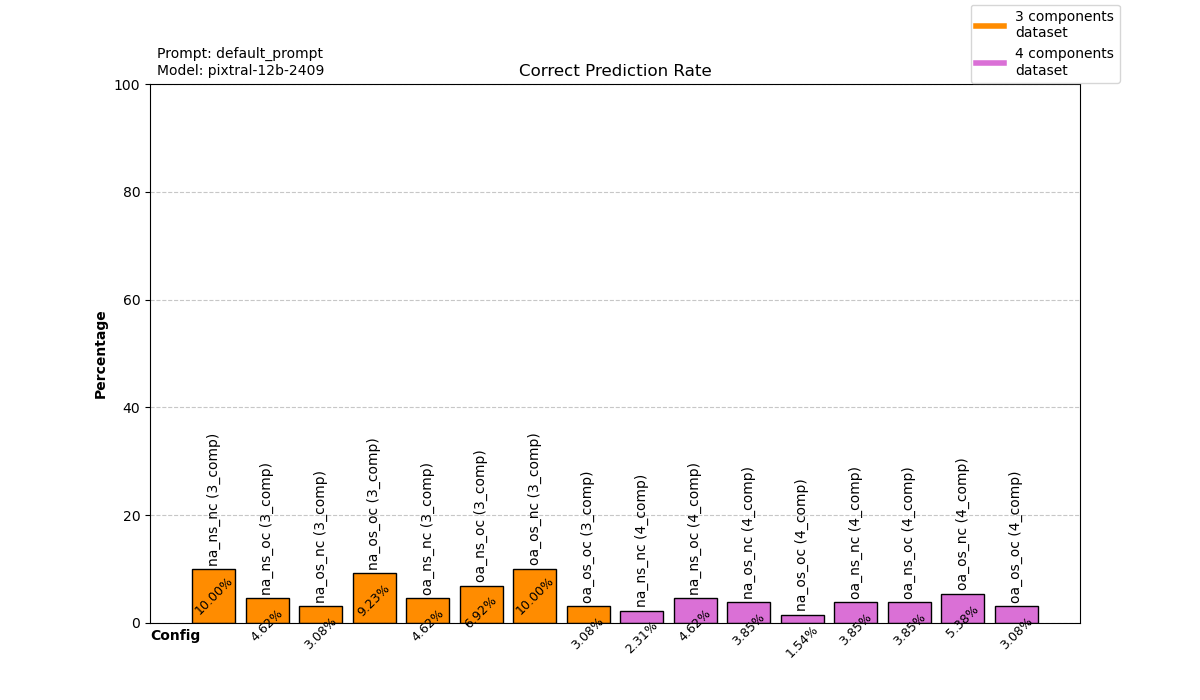 3 components
dataset
4 components
dataset
Prompt: default_prompt
Model: pixtral-12b-2409
Correct Prediction Rate
Percentage
100
80
60
40
20
0
na_ns_nc (3_comp)
na_ns_oc (3_comp)
na_os_nc (3_comp)
na_os_oc (3_comp)
oa_ns_nc (3_comp)
oa_ns_oc (3_comp)
oa_os_nc (3_comp)
oa_os_oc (3_comp)
na_ns_nc (4_comp)
na_ns_oc (4_comp)
na_os_nc (4_comp)
na_os_oc (4_comp)
oa_ns_nc (4_comp)
oa_ns_oc (4_comp)
oa_os_nc (4_comp)
oa_os_oc (4_comp)
10.00%
4.62%
3.08%
9.23%
4.62%
6.92%
10.00%
3.08%
2.31%
4.62%
3.85%
1.54%
3.85%
3.85%
5.38%
3.08%
Config